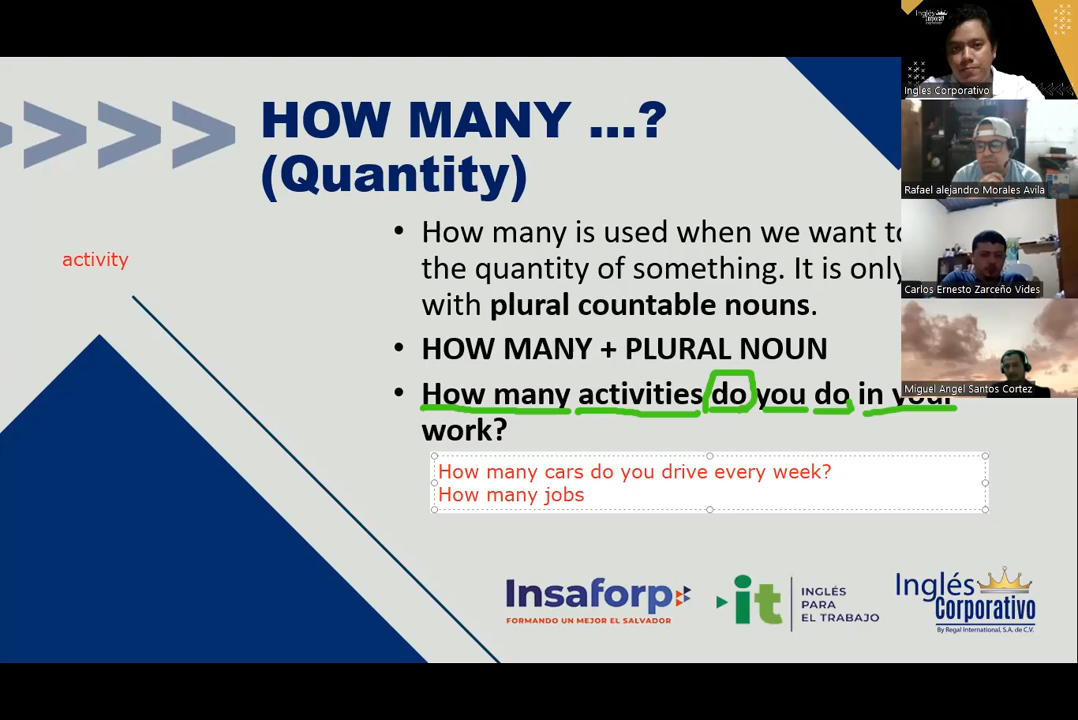 HOW MANY ...?
(Quantity)
activity
• How many is used when we want to
the quantity of something. It is only
with plural countable nouns.
• HOW MANY + PLURAL NOUN
• How many activities do you do in your
work?
How many cars do you drive every week?
How many jobs
Insaforp
FORMANDO UN MEJOR EL SALVADOR
it
INGLÉS
PARA
EL TRABAJO
Inglés
Corporativo
By Regal International, S.A. de C.V.
Inglés
Corporativo
Inglés Corporativo
Rafael alejandro Morales Avila
Carlos Ernesto Zarceño Vides
Miguel Angel Santos Cortez